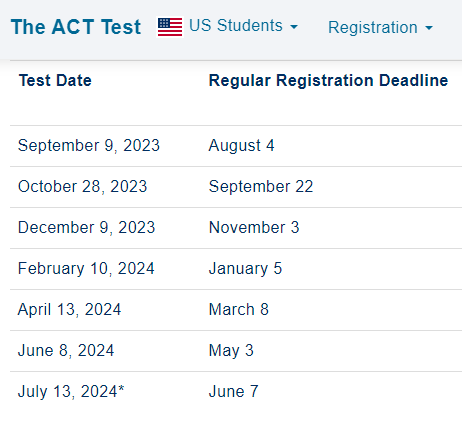 The ACT Test US Students Registration
Test Date Regular Registration Deadline
September 9, 2023 August 4
October 28, 2023 September 22
December 9, 2023 November 3
February 10, 2024 January 5
April 13, 2024 March 8
June 8, 2024 May 3
July 13, 2024* June 7